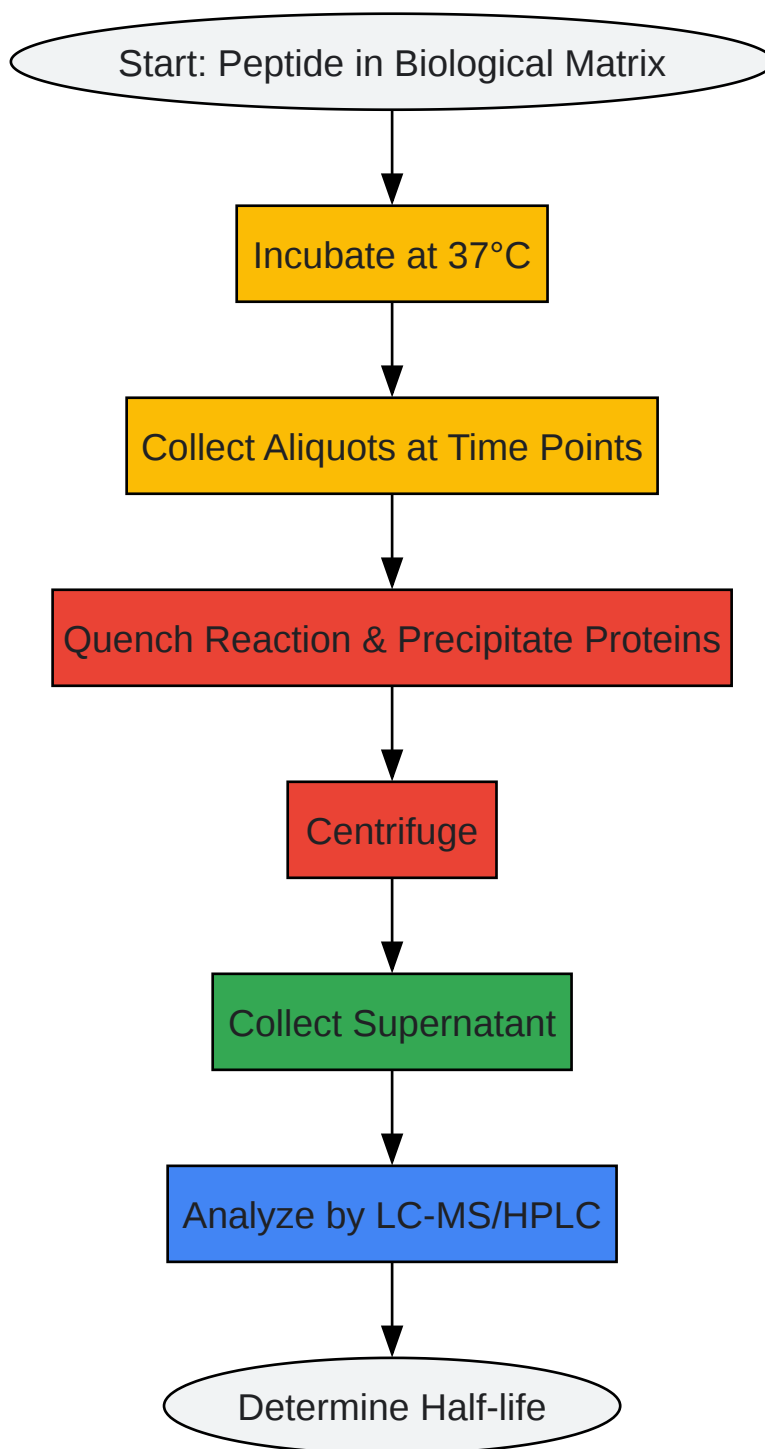 Start: Peptide in Biological Matrix
Incubate at 37°C
Collect Aliquots at Time Points
Quench Reaction & Precipitate Proteins
Centrifuge
Collect Supernatant
Analyze by LC-MS/HPLC
Determine Half-life